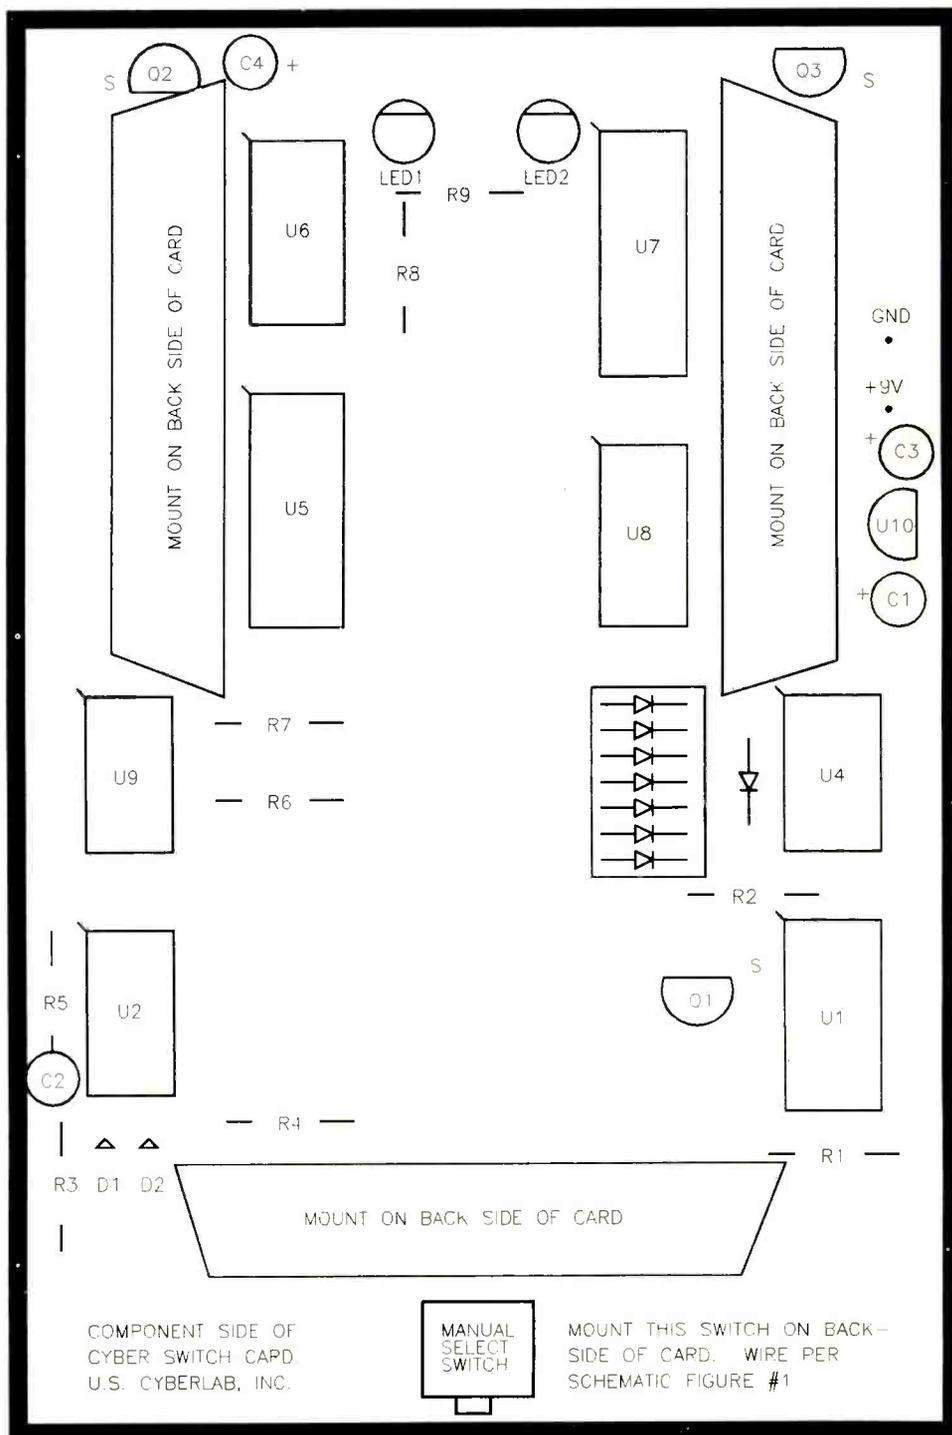 S
Q2
C4
+
Q3
S
LED1
LED2
R9
U6
U7
R8
MOUNT ON BACK SIDE OF CARD
MOUNT ON BACK SIDE OF CARD
GND
+9V
+
C3
U5
U8
U10
+
C1
R7
U9
R6
U4
R2
S
R5
U2
Q1
U1
C2
R4
R1
R3
D1
D2
MOUNT ON BACK SIDE OF CARD
COMPONENT SIDE OF
CYBER SWITCH CARD.
U.S. CYBERLAB, INC.
MANUAL
SELECT
SWITCH
MOUNT THIS SWITCH ON BACK-
SIDE OF CARD. WIRE PER
SCHEMATIC FIGURE #1